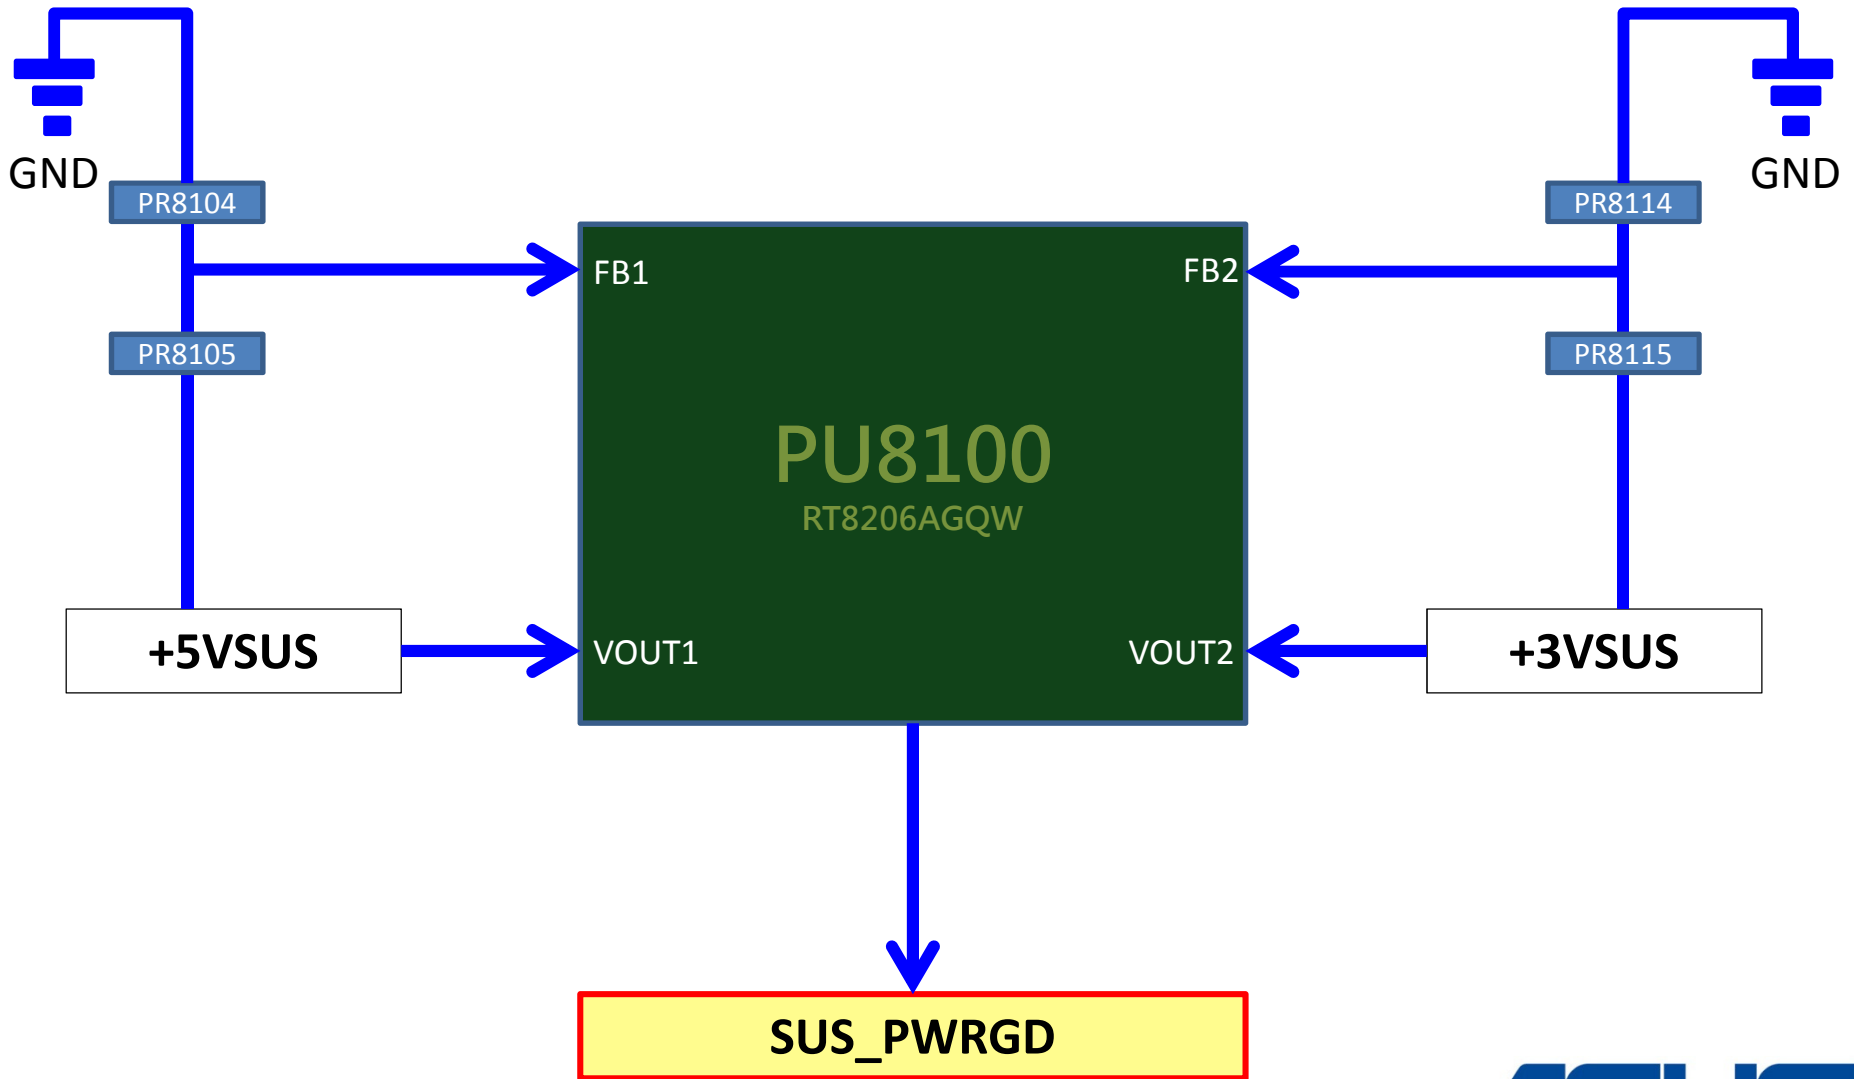 GND
GND
PR8104
PR8114
FB1
FB2
PR8105
PR8115
PU8100
RT8206AGQW
+5VSUS
VOUT1
VOUT2
+3VSUS
SUS_PWRGD